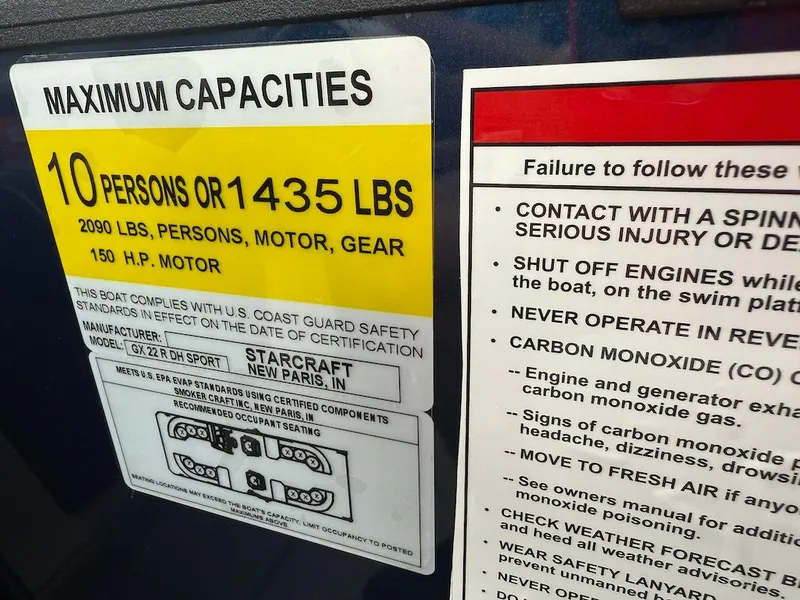 MAXIMUM CAPACITIES
10 PERSONS OR 1435 LBS
2090 LBS, PERSONS, MOTOR, GEAR
150 H.P. MOTOR
THIS BOAT COMPLIES WITH U.S. COAST GUARD SAFETY
STANDARDS IN EFFECT ON THE DATE OF CERTIFICATION
MANUFACTURER:
MODEL: GX 22 R DH SPORT
STARCRAFT
NEW PARIS, IN
MEETS U.S. EPA EVAP STANDARDS USING CERTIFIED COMPONENTS
SMOKER CRAFT INC, NEW PARIS, IN
RECOMMENDED OCCUPANT SEATING
SEATING LOCATIONS MAY EXCEED THE BOAT'S CAPACITY. LIMIT OCCUPANCY TO POSTED
MAXIMUMS ABOVE
Failure to follow these
• CONTACT WITH A SPINN
SERIOUS INJURY OR DE
• SHUT OFF ENGINES while
the boat, on the swim platf
• NEVER OPERATE IN REVE
• CARBON MONOXIDE (CO)
-- Engine and generator exha
carbon monoxide gas.
-- Signs of carbon monoxide
headache, dizziness, drowsi
-- MOVE TO FRESH AIR if anyo
-- See owners manual for additio
monoxide poisoning.
• CHECK WEATHER FORECAST B
and heed all weather advisories.
• WEAR SAFETY LANYARD
prevent unmanned
• NEVER OPER